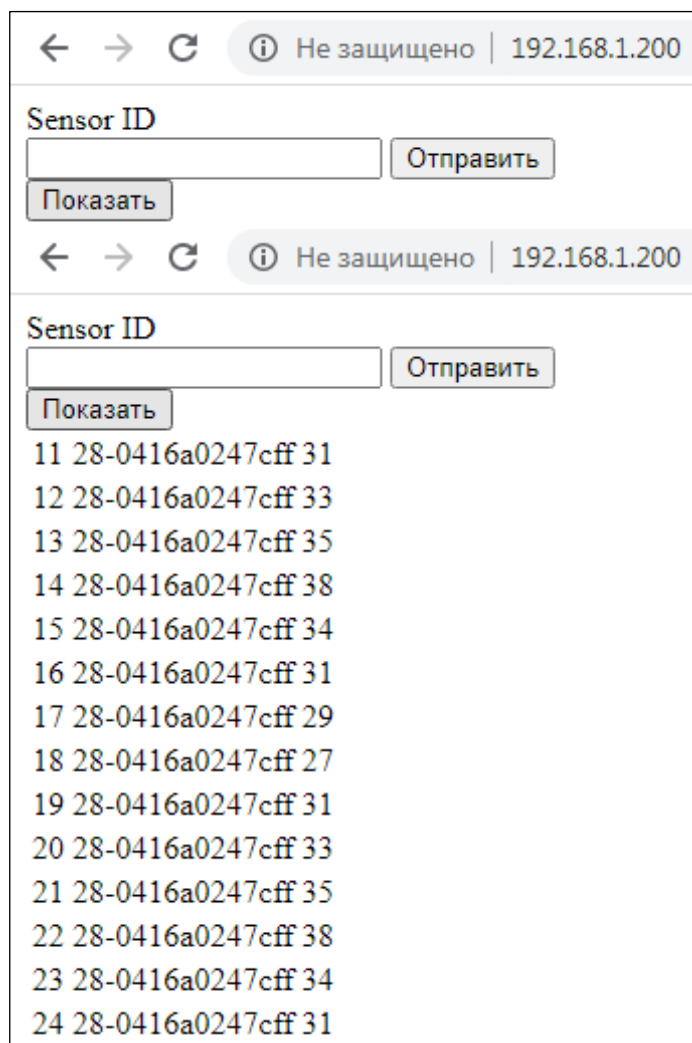 Не защищено | 192.168.1.200
Sensor ID
Отправить
Показать
Не защищено | 192.168.1.200
Sensor ID
Отправить
Показать
11 28-0416a0247cff 31
12 28-0416a0247cff 33
13 28-0416a0247cff 35
14 28-0416a0247cff 38
15 28-0416a0247cff 34
16 28-0416a0247cff 31
17 28-0416a0247cff 29
18 28-0416a0247cff 27
19 28-0416a0247cff 31
20 28-0416a0247cff 33
21 28-0416a0247cff 35
22 28-0416a0247cff 38
23 28-0416a0247cff 34
24 28-0416a0247cff 31